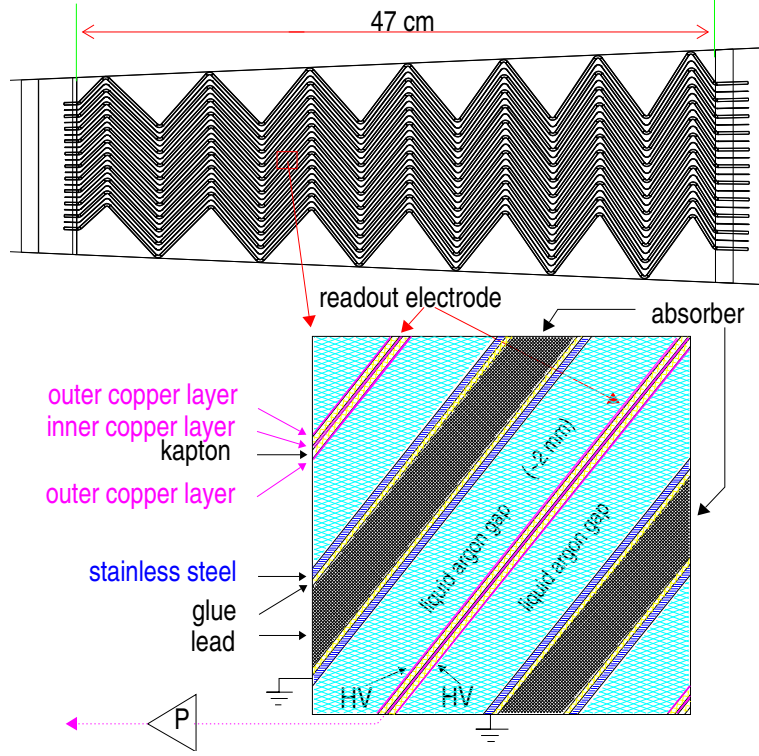 47 cm
readout electrode
absorber
outer copper layer
inner copper layer
kapton
outer copper layer
(~2 mm)
liquid argon gap
liquid argon gap
stainless steel
glue
lead
HV
HV
P